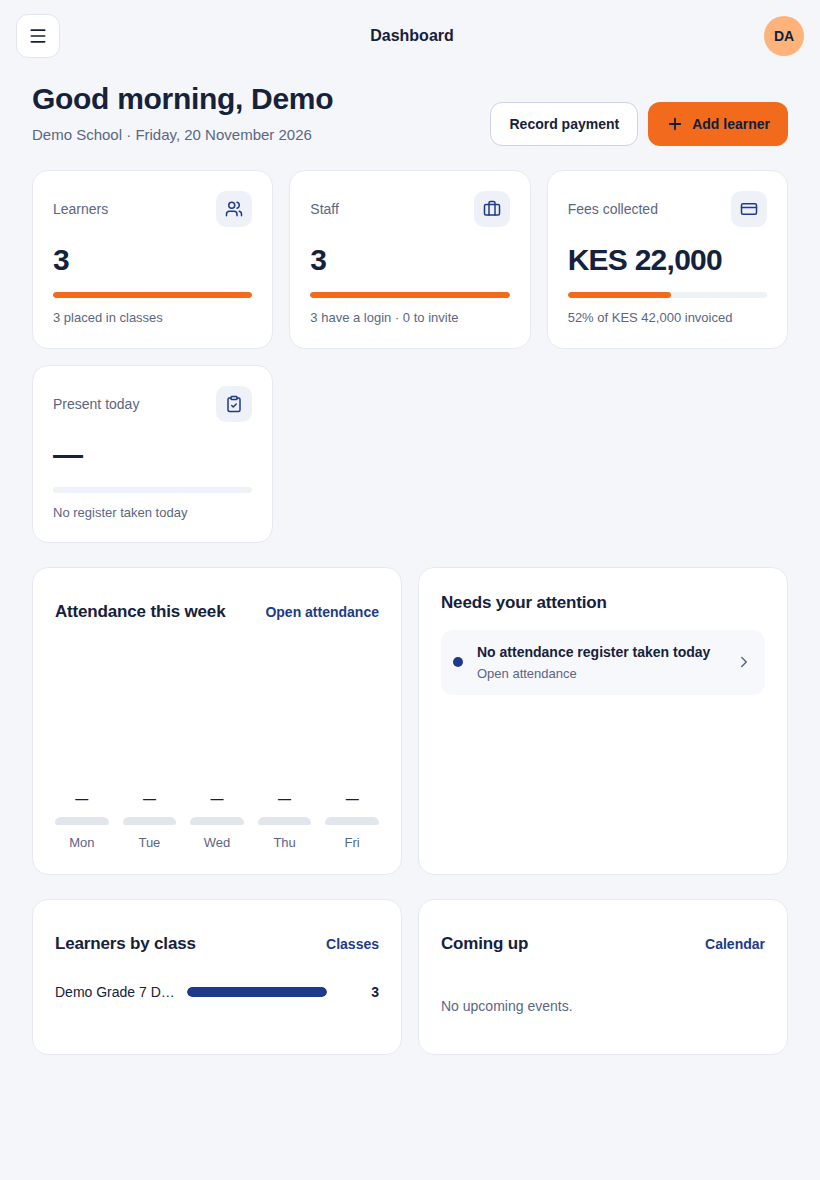 Dashboard
DA
Good morning, Demo
Demo School · Friday, 20 November 2026
Record payment
Add learner
Learners
3
3 placed in classes
Staff
3
3 have a login · 0 to invite
Fees collected
KES 22,000
52% of KES 42,000 invoiced
Present today
—
No register taken today
Attendance this week
Open attendance
— — — — —
Mon Tue Wed Thu Fri
Needs your attention
No attendance register taken today
Open attendance
Learners by class
Classes
Demo Grade 7 D… 3
Coming up
Calendar
No upcoming events.